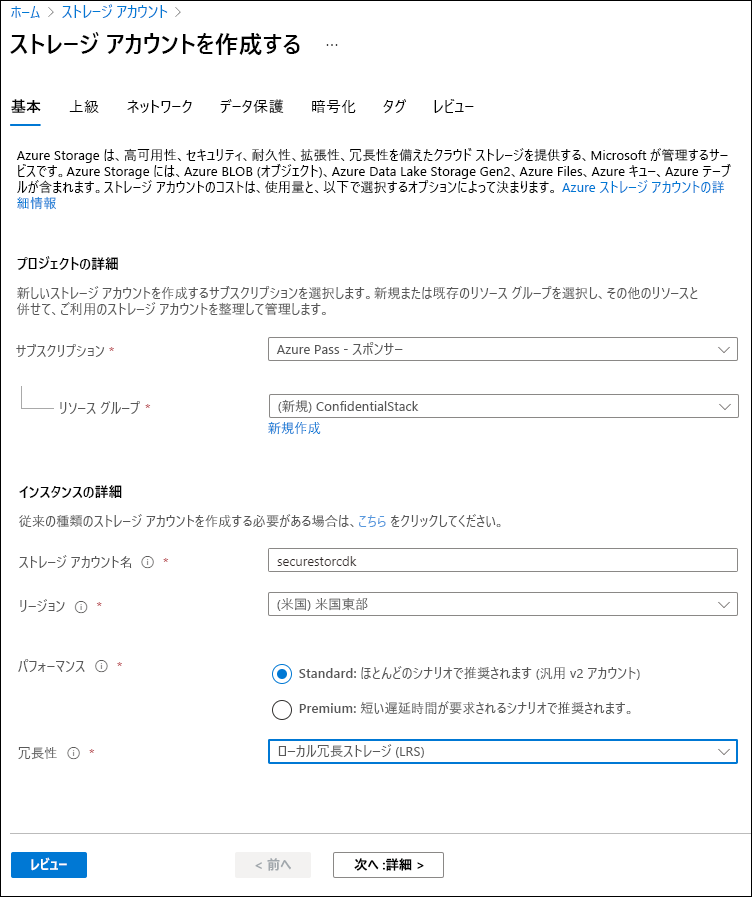 ホーム > ストレージ アカウント >
ストレージ アカウントを作成する ...
基本 上級 ネットワーク データ保護 暗号化 タグ レビュー
Azure Storage は、高可用性、セキュリティ、耐久性、拡張性、冗長性を備えたクラウド ストレージを提供する、Microsoft が管理するサー
ビスです。Azure Storage には、Azure BLOB (オブジェクト)、Azure Data Lake Storage Gen2、Azure Files、Azure キュー、Azure テーブ
ルが含まれます。ストレージ アカウントのコストは、使用量と、以下で選択するオプションによって決まります。 Azure ストレージ アカウントの詳
細情報
プロジェクトの詳細
新しいストレージ アカウントを作成するサブスクリプションを選択します。新規または既存のリソース グループを選択し、その他のリソースと
併せて、ご利用のストレージ アカウントを整理して管理します。
サブスクリプション * Azure Pass - スポンサー
リソース グループ * (新規) ConfidentialStack
新規作成
インスタンスの詳細
従来の種類のストレージ アカウントを作成する必要がある場合は、こちら をクリックしてください。
ストレージ アカウント名 * securestorcdk
リージョン * (米国) 米国東部
パフォーマンス * Standard: ほとんどのシナリオで推奨されます (汎用 v2 アカウント)
Premium: 短い遅延時間が要求されるシナリオで推奨されます。
冗長性 * ローカル冗長ストレージ (LRS)
レビュー < 前へ 次へ :詳細 >